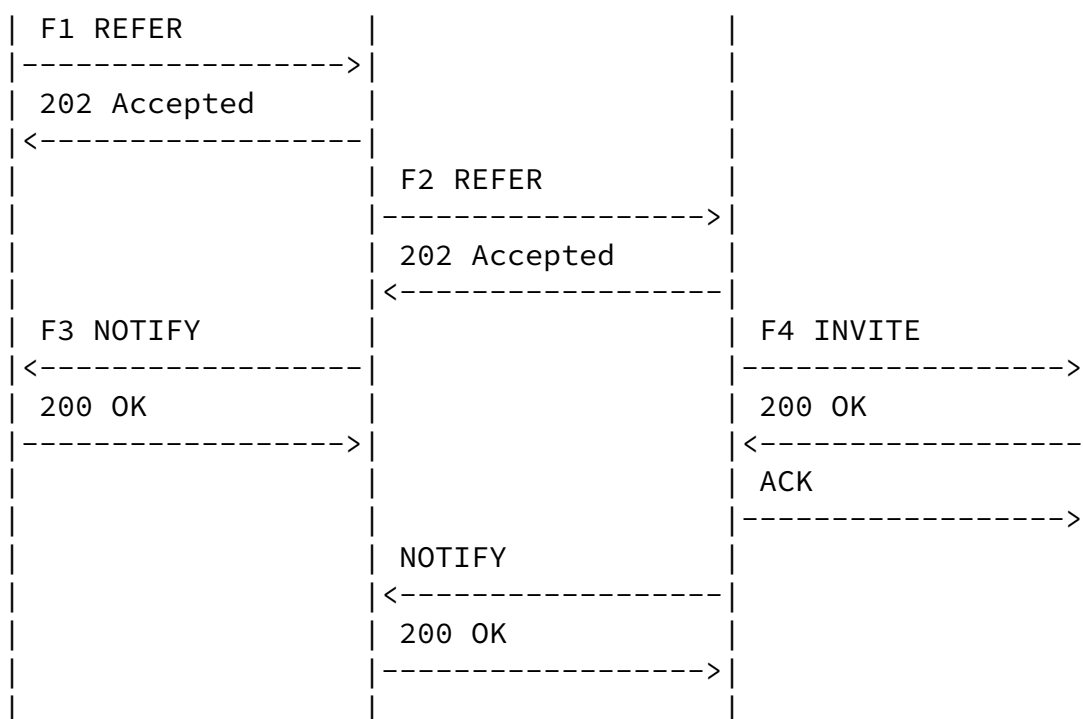 F1 REFER
202 Accepted
F2 REFER
202 Accepted
F3 NOTIFY F4 INVITE
200 OK 200 OK
ACK
NOTIFY
200 OK